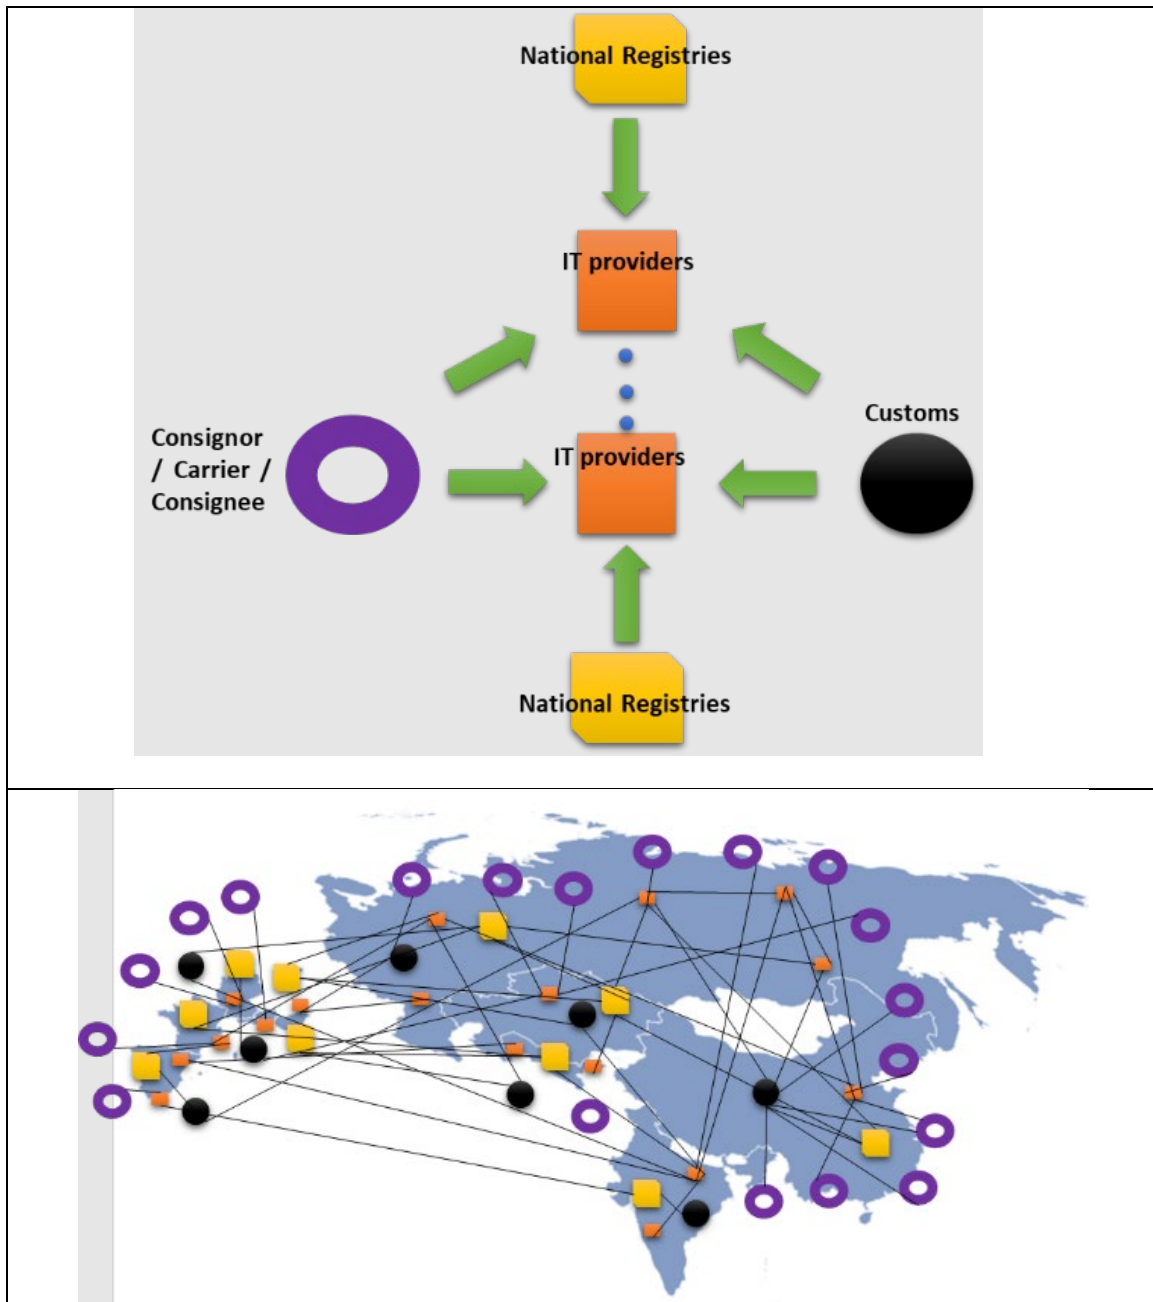 National Registries
IT providers
Customs
Consignor
/ Carrier /
Consignee
IT providers
National Registries